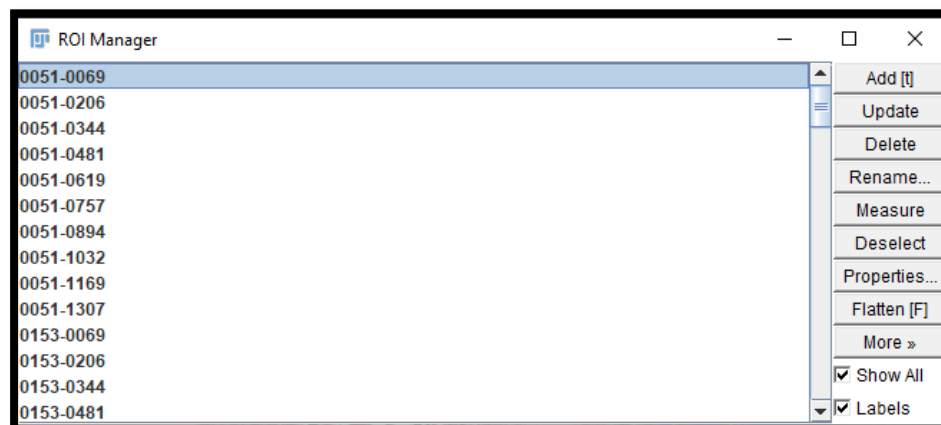 ROI Manager
0051-0069
0051-0206
0051-0344
0051-0481
0051-0619
0051-0757
0051-0894
0051-1032
0051-1169
0051-1307
0153-0069
0153-0206
0153-0344
0153-0481
Add [t]
Update
Delete
Rename...
Measure
Deselect
Properties...
Flatten [F]
More »
Show All
Labels